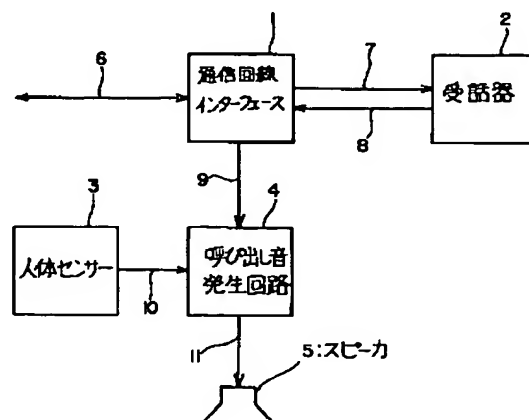 1
2
6
通信回線
インターフェース
7
受話器
8
9
3
4
人体センサー
呼び出し音
発生回路
10
11
5:スピーカ